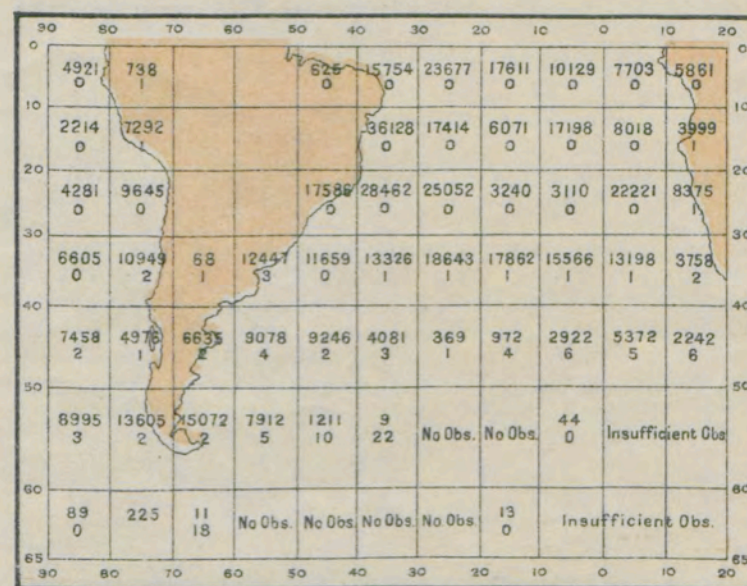 90 80 70 60 50 40 30 20 10 0 10 20
0 0
4921 738 625 15754 23677 17611 10129 7703 5861
0 1 0 0 0 0 0 0 0
10 10
2214 7292 36128 17414 6071 17198 8018 3999
0 1 0 0 0 0 0 1
20 20
4281 9645 17586 28462 25052 3240 3110 22221 8375
0 0 0 0 0 0 0 0 1
30 30
6605 10949 68 12447 11659 13326 18643 17862 15566 13198 3758
0 2 1 3 0 1 1 1 1 1 2
40 40
7458 4976 6635 9078 9246 4081 369 972 2922 5372 2242
2 1 2 4 2 3 1 4 6 5 6
50 50
8995 13605 15072 7912 1211 9 No Obs. No Obs. 44 Insufficient Obs
3 2 2 5 10 22 0
60 60
89 225 11 No Obs. No Obs. No Obs. No Obs. 13 Insufficient Obs.
0 18 0
65 65
90 80 70 60 50 40 30 20 10 0 10 20